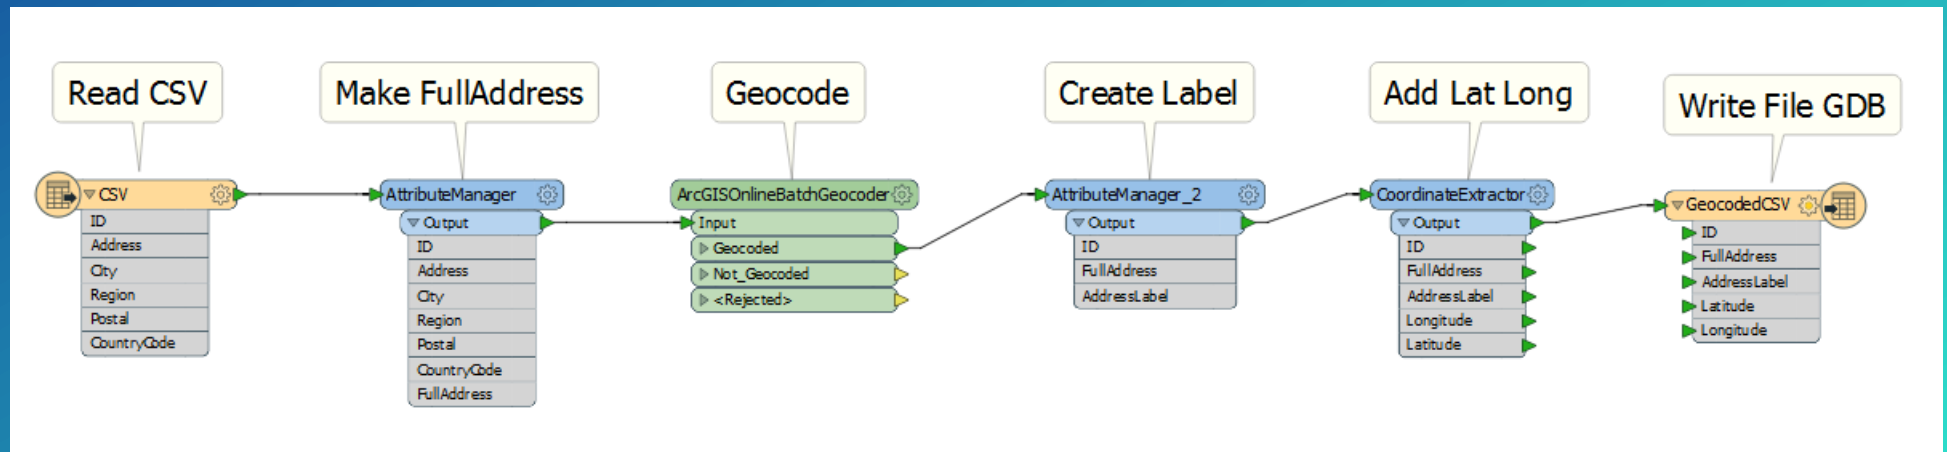 Read CSV
Make FullAddress
Geocode
Create Label
Add Lat Long
Write File GDB
CSV
ID
Address
City
Region
Postal
CountryCode
AttributeManager
Output
ID
Address
City
Region
Postal
CountryCode
FullAddress
ArcGISOnlineBatchGeocoder
Input
Geocoded
Not_Geocoded
<Rejected>
AttributeManager_2
Output
ID
FullAddress
AddressLabel
CoordinateExtractor
Output
ID
FullAddress
AddressLabel
Longitude
Latitude
GeocodedCSV
ID
FullAddress
AddressLabel
Latitude
Longitude